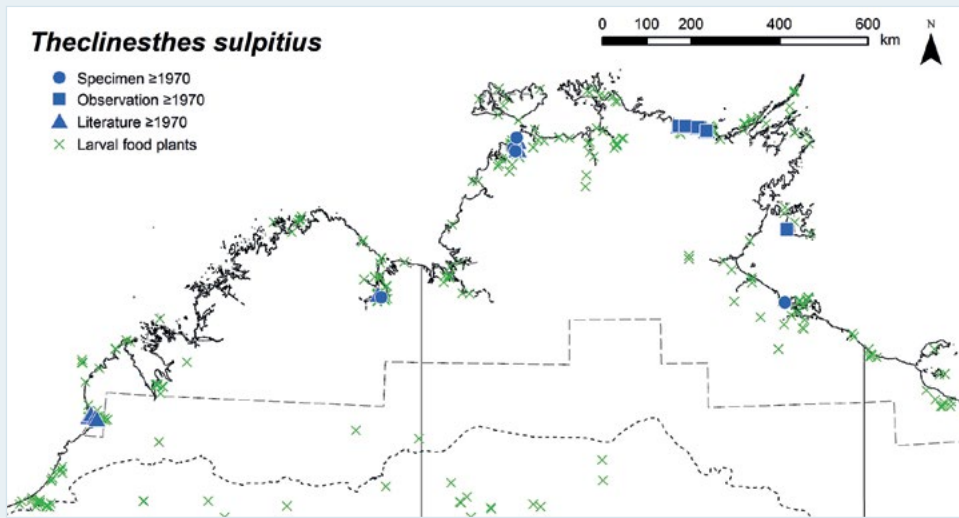 Theclinesthes sulpitius
Specimen ≥1970
Observation ≥1970
Literature ≥1970
Larval food plants
0 100 200 400 600
km
N